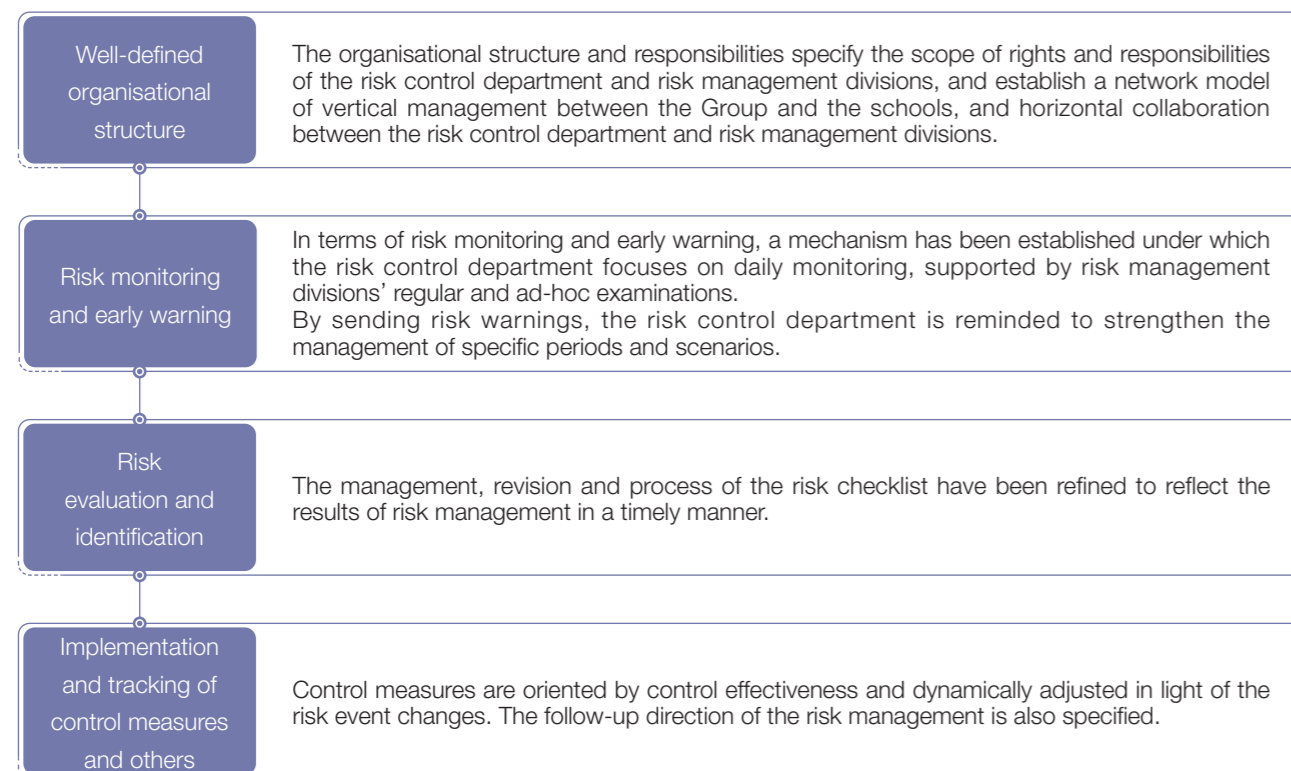 Well-defined
organisational
structure
The organisational structure and responsibilities specify the scope of rights and responsibilities
of the risk control department and risk management divisions, and establish a network model
of vertical management between the Group and the schools, and horizontal collaboration
between the risk control department and risk management divisions.
Risk monitoring
and early warning
In terms of risk monitoring and early warning, a mechanism has been established under which
the risk control department focuses on daily monitoring, supported by risk management
divisions’ regular and ad-hoc examinations.
By sending risk warnings, the risk control department is reminded to strengthen the
management of specific periods and scenarios.
Risk
evaluation and
identification
The management, revision and process of the risk checklist have been refined to reflect the
results of risk management in a timely manner.
Implementation
and tracking of
control measures
and others
Control measures are oriented by control effectiveness and dynamically adjusted in light of the
risk event changes. The follow-up direction of the risk management is also specified.